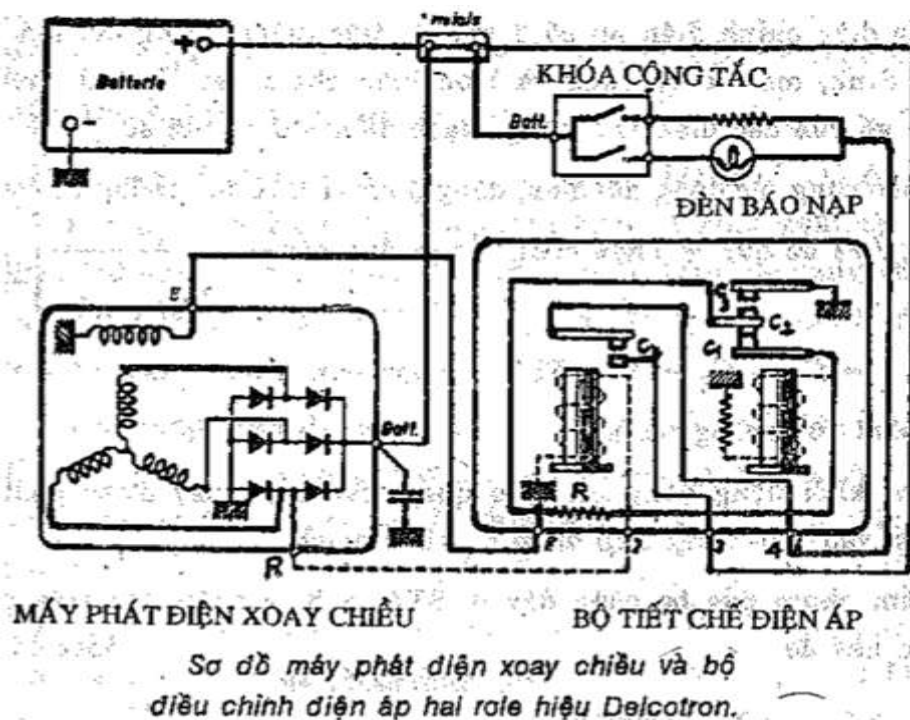 +
Batterie
-
KHÓA CÔNG TẮC
Batt.
ĐÈN BÁO NẠP
E
C3
C2
C1
C
Batt.
R
R
2
3
4
MÁY PHÁT ĐIỆN XOAY CHIỀU
BỘ TIẾT CHẾ ĐIỆN ÁP
Sơ đồ máy phát điện xoay chiều và bộ
điều chỉnh điện áp hai role hiệu Delcotron.